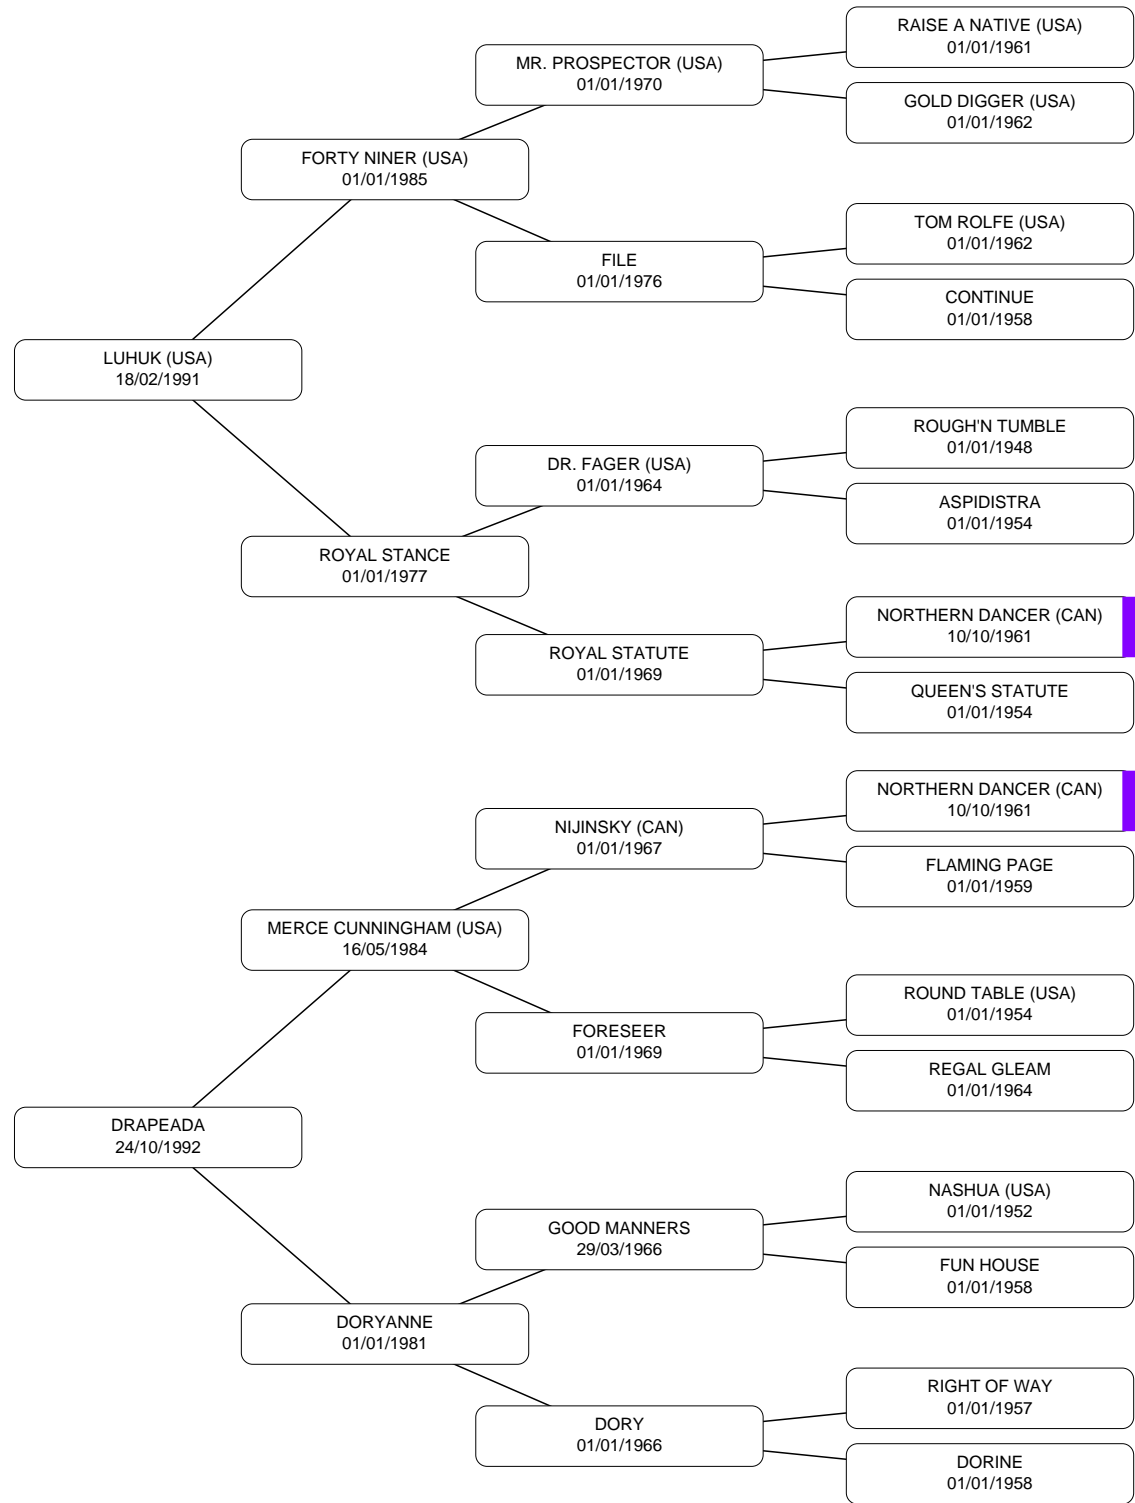 RAISE A NATIVE (USA)
01/01/1961
MR. PROSPECTOR (USA)
01/01/1970
GOLD DIGGER (USA)
01/01/1962
FORTY NINER (USA)
01/01/1985
TOM ROLFE (USA)
01/01/1962
FILE
01/01/1976
CONTINUE
01/01/1958
LUHUK (USA)
18/02/1991
ROUGH'N TUMBLE
01/01/1948
DR. FAGER (USA)
01/01/1964
ASPIDISTRA
01/01/1954
ROYAL STANCE
01/01/1977
NORTHERN DANCER (CAN)
10/10/1961
ROYAL STATUTE
01/01/1969
QUEEN'S STATUTE
01/01/1954
NORTHERN DANCER (CAN)
10/10/1961
NIJINSKY (CAN)
01/01/1967
FLAMING PAGE
01/01/1959
MERCE CUNNINGHAM (USA)
16/05/1984
ROUND TABLE (USA)
01/01/1954
FORESEER
01/01/1969
REGAL GLEAM
01/01/1964
DRAPEADA
24/10/1992
NASHUA (USA)
01/01/1952
GOOD MANNERS
29/03/1966
FUN HOUSE
01/01/1958
DORYANNE
01/01/1981
RIGHT OF WAY
01/01/1957
DORY
01/01/1966
DORINE
01/01/1958